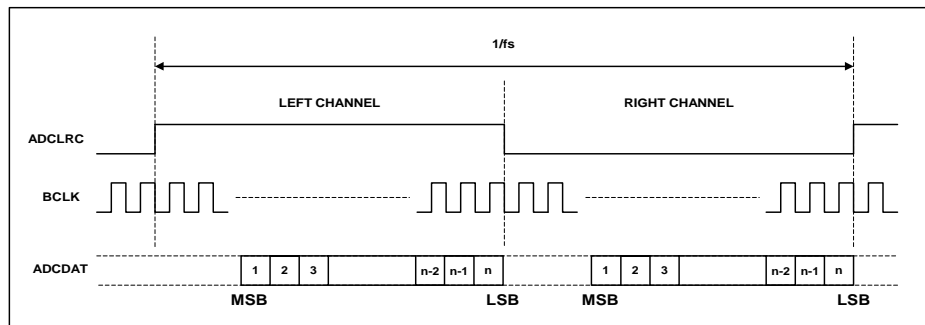 1/fs
LEFT CHANNEL
RIGHT CHANNEL
ADCLRC
BCLK
ADCDAT
1 2 3 n-2 n-1 n 1 2 3 n-2 n-1 n
MSB LSB MSB LSB